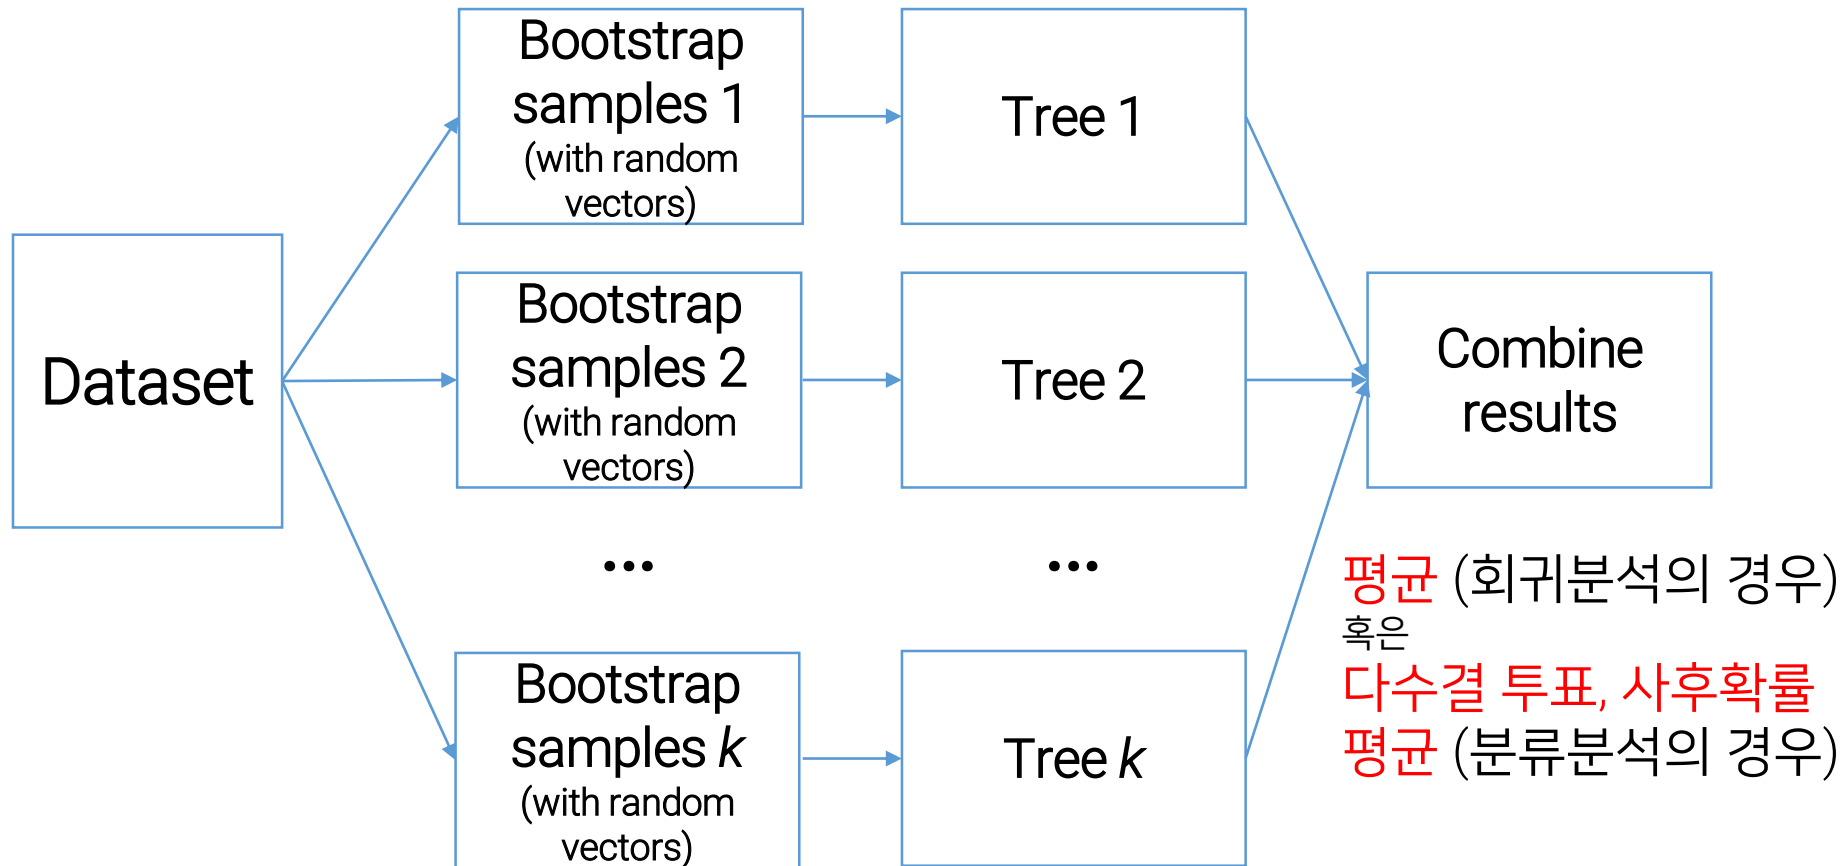 Dataset
Bootstrap
samples 1
(with random
vectors)
Tree 1
Bootstrap
samples 2
(with random
vectors)
Tree 2
...
...
Bootstrap
samples k
(with random
vectors)
Tree k
Combine
results
평균 (회귀분석의 경우)
혹은
다수결 투표, 사후확률
평균 (분류분석의 경우)